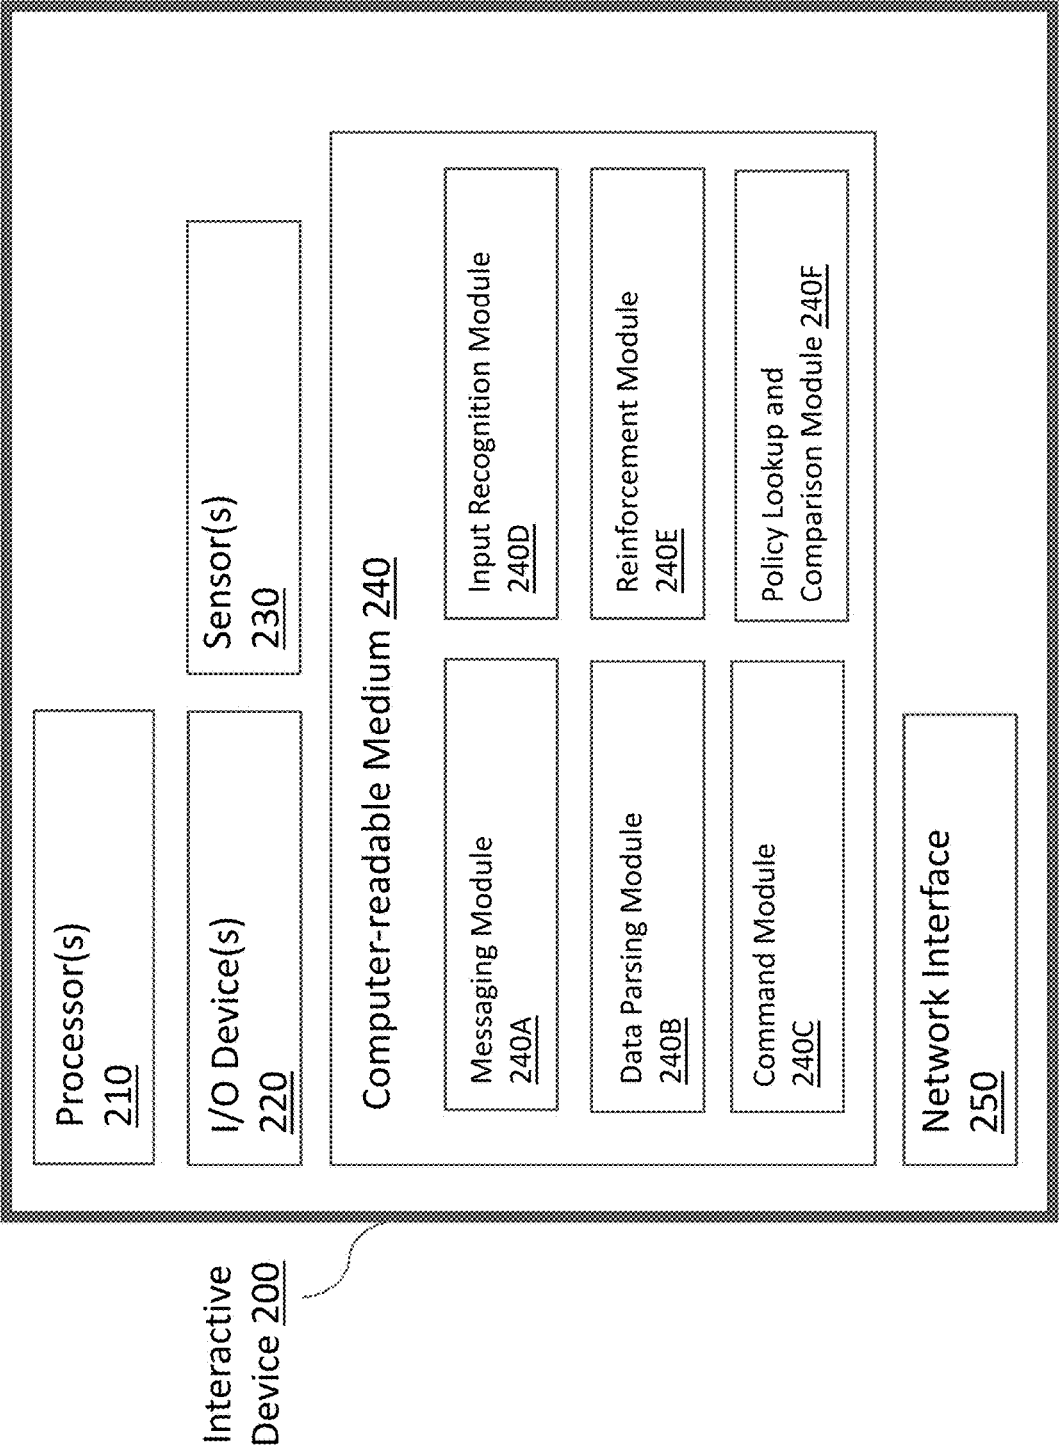 Interactive
Device 200
Processor(s)
210
I/O Device(s)
220
Sensor(s)
230
Computer-readable Medium 240
Messaging Module
240A
Input Recognition Module
240D
Data Parsing Module
240B
Reinforcement Module
240E
Command Module
240C
Policy Lookup and
Comparison Module 240F
Network Interface
250